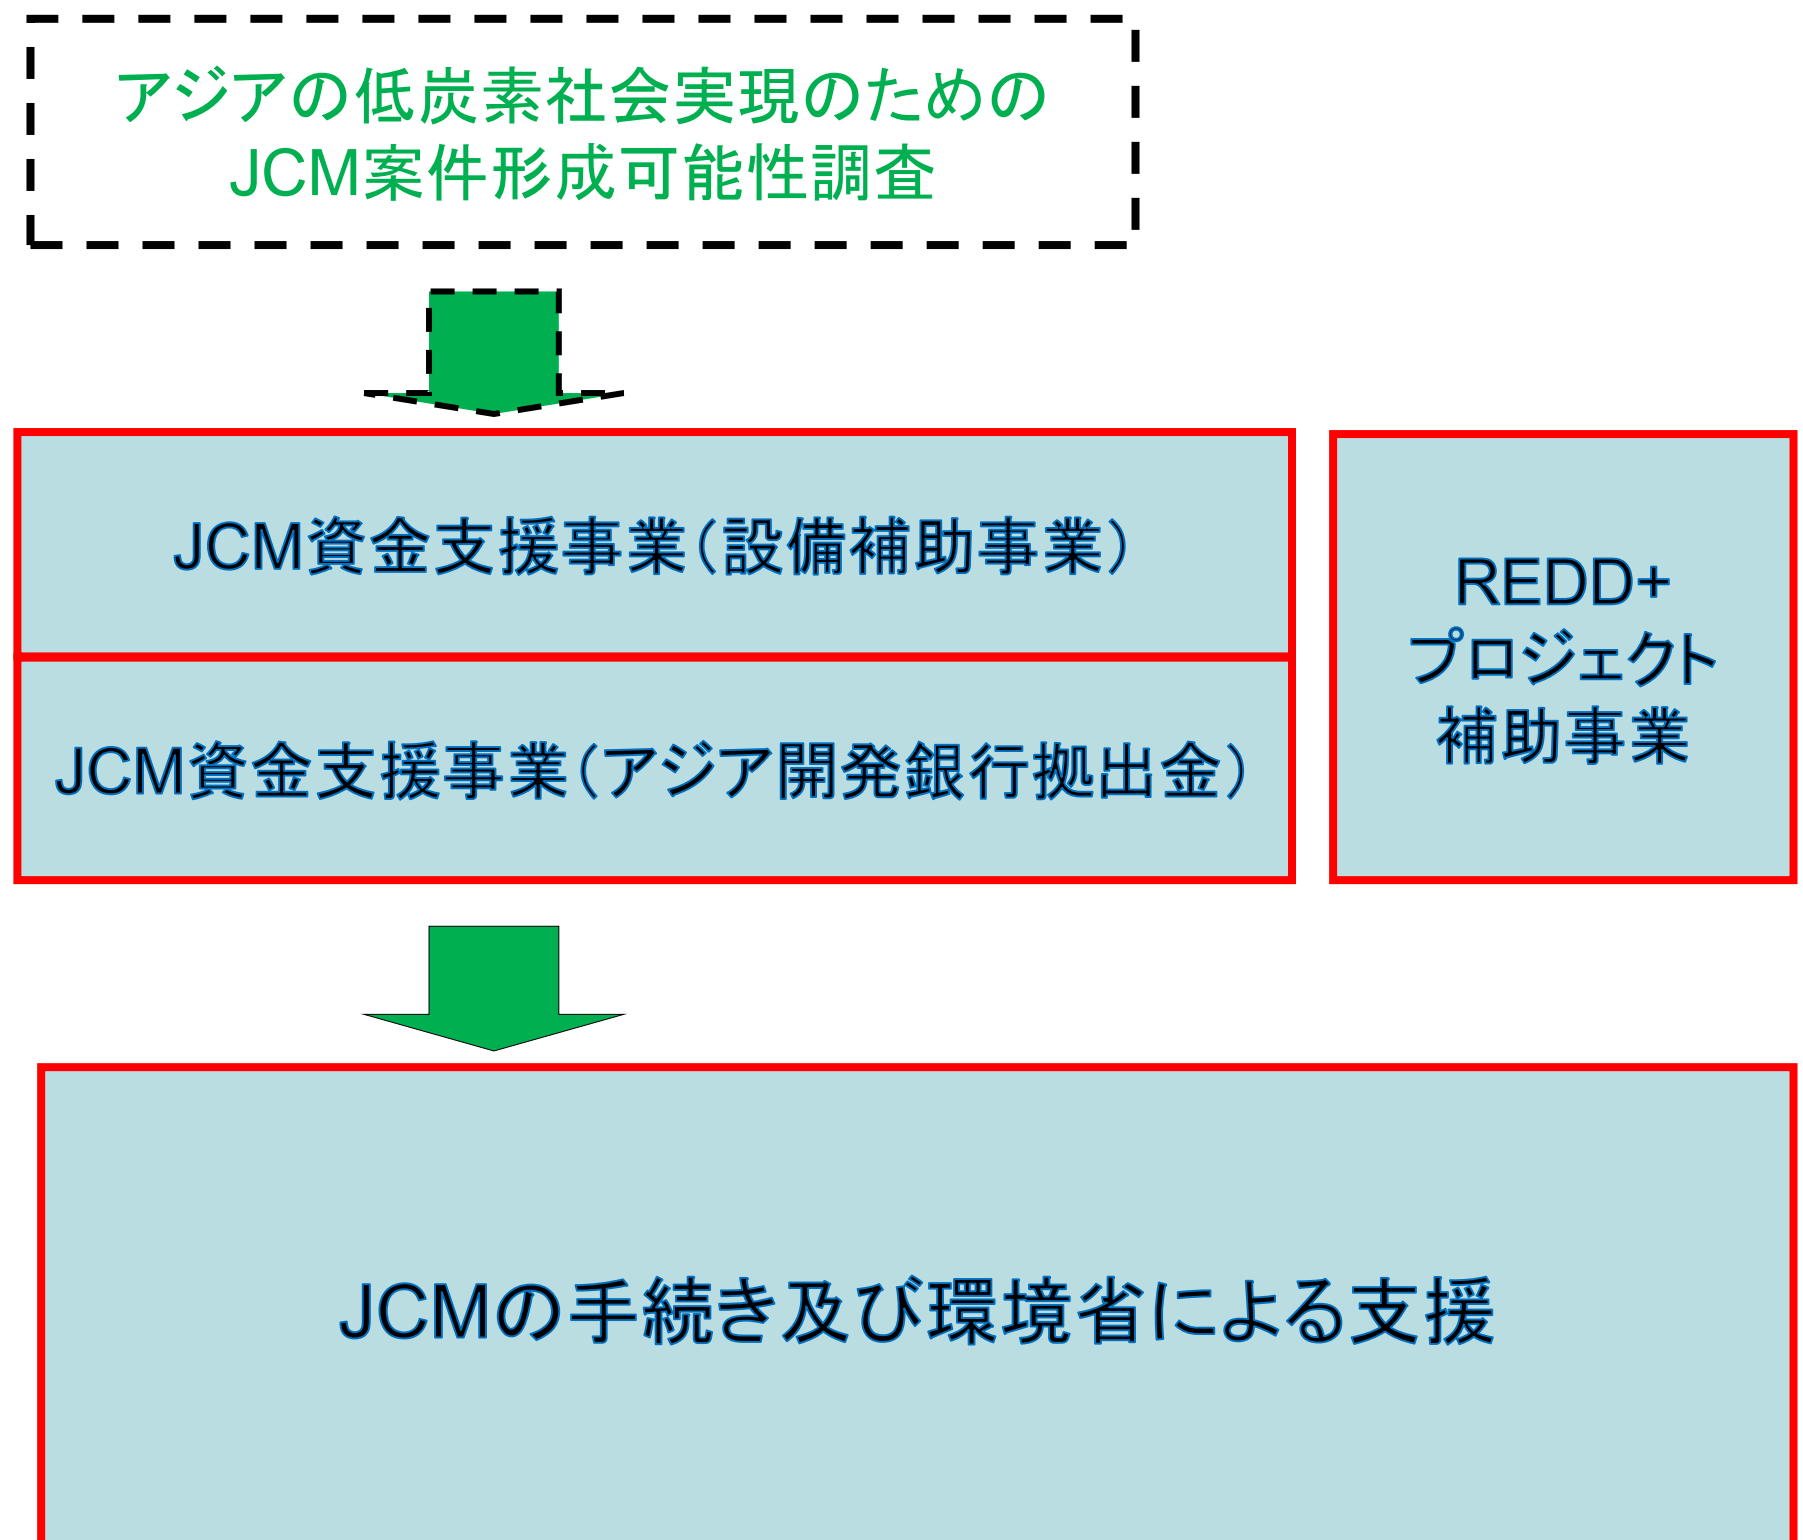 アジアの低炭素社会実現のための
JCM案件形成可能性調査
JCM資金支援事業（設備補助事業）
JCM資金支援事業（アジア開発銀行拠出金）
REDD+
プロジェクト
補助事業
JCMの手続き及び環境省による支援